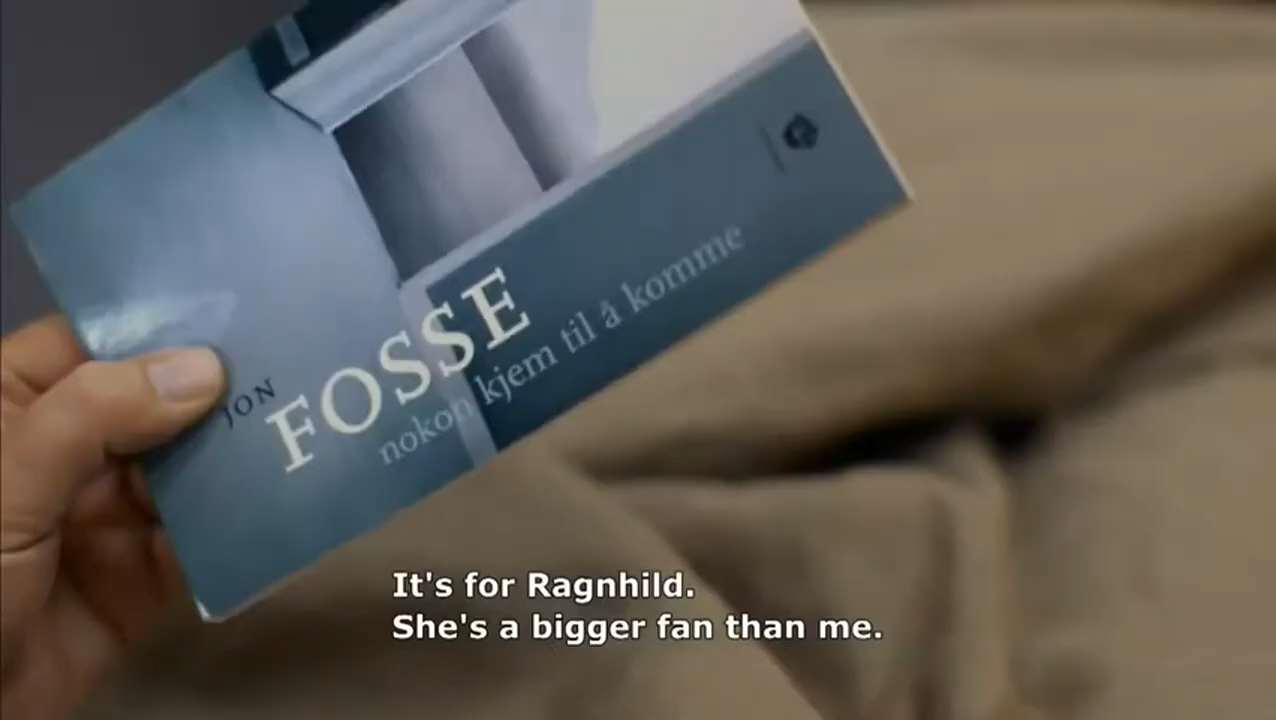 JON
FOSSE
nokon kjem til å komme
It's for Ragnhild.
She's a bigger fan than me.